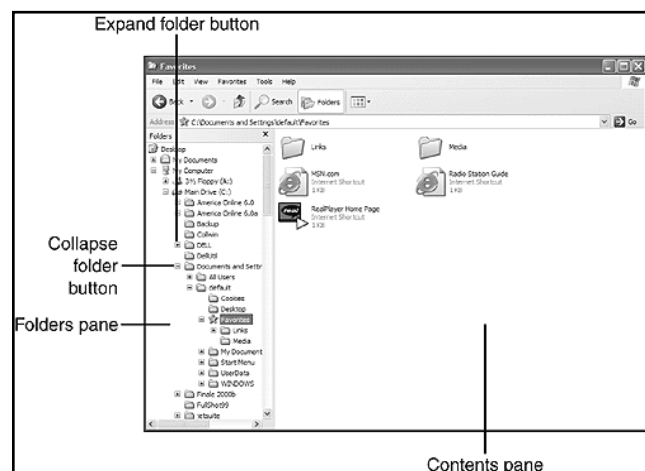 Expand folder button
Favorites
File Edit View Favorites Tools Help
Back Search Folders
Address C:\Documents and Settings\default\Favorites Go
Folders
Desktop
My Documents
My Computer
3½ Floppy (A:)
Main Drive (C:)
America Online 6.0
America Online 6.0a
Backup
Collwin
DELL
DellUtil
Documents and Settr
All Users
default
Cookies
Desktop
Favorites
Links
Media
My Document
Start Menu
UserData
WINDOWS
Finale 2000b
FullShot99
Jetsuite
Links
Media
MSN.com
Internet Shortcut
1 KB
Radio Station Guide
Internet Shortcut
1 KB
real
RealPlayer Home Page
Internet Shortcut
1 KB
Collapse
folder
button
Folders pane
Contents pane